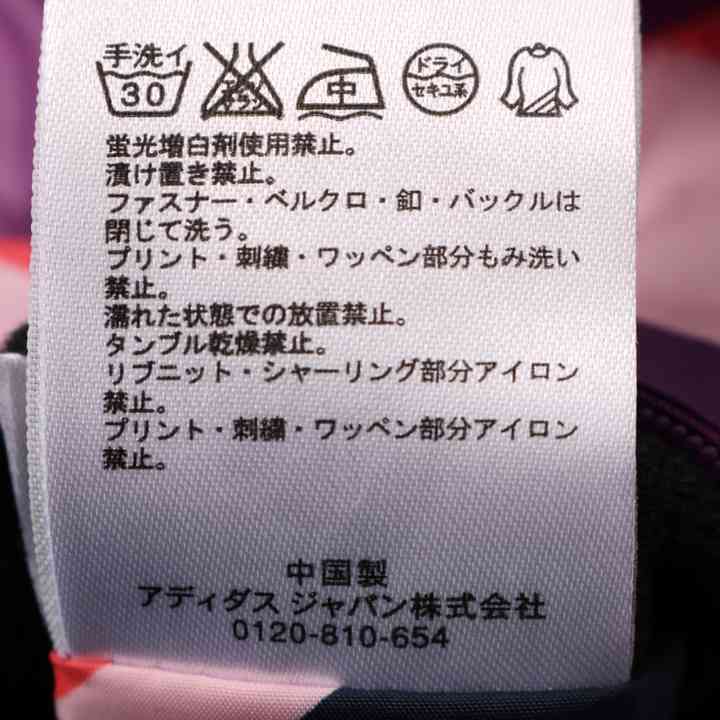 手洗イ
30
エンソ
サラシ
中
ドライ
セキユ系
蛍光増白剤使用禁止。
漬け置き禁止。
ファスナー・ベルクロ・釦・バックルは
閉じて洗う。
プリント・刺繍・ワッペン部分もみ洗い
禁止。
濡れた状態での放置禁止。
タンブル乾燥禁止。
リブニット・シャーリング部分アイロン
禁止。
プリント・刺繍・ワッペン部分アイロン
禁止。
中国製
アディダス ジャパン株式会社
0120-810-654